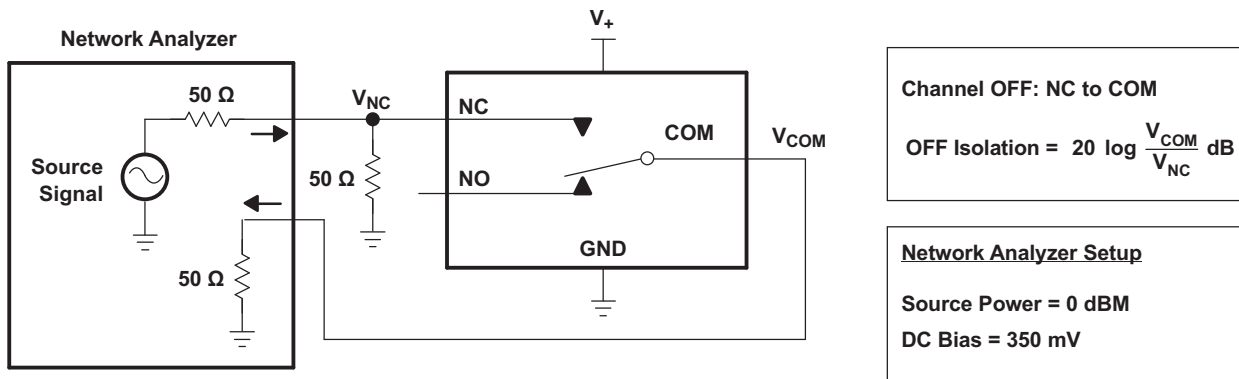 V+
Network Analyzer
50 Ω
VNC
NC
COM
VCOM
Source
Signal
50 Ω
NO
50 Ω
GND
Channel OFF: NC to COM
OFF Isolation = 20 log VCOM/VNC dB
Network Analyzer Setup
Source Power = 0 dBM
DC Bias = 350 mV